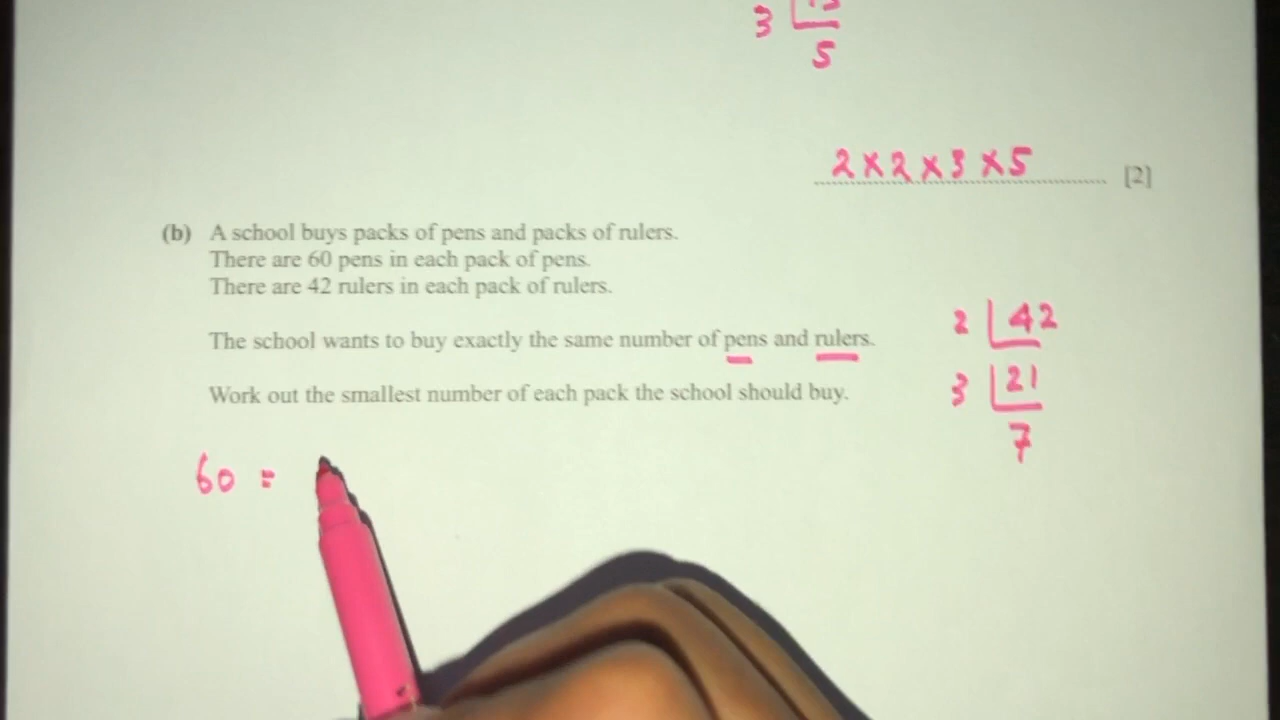 3
5
2 × 2 × 3 × 5 [2]
(b) A school buys packs of pens and packs of rulers.
There are 60 pens in each pack of pens.
There are 42 rulers in each pack of rulers.
The school wants to buy exactly the same number of pens and rulers.
Work out the smallest number of each pack the school should buy.
2 42
3 21
7
60 =